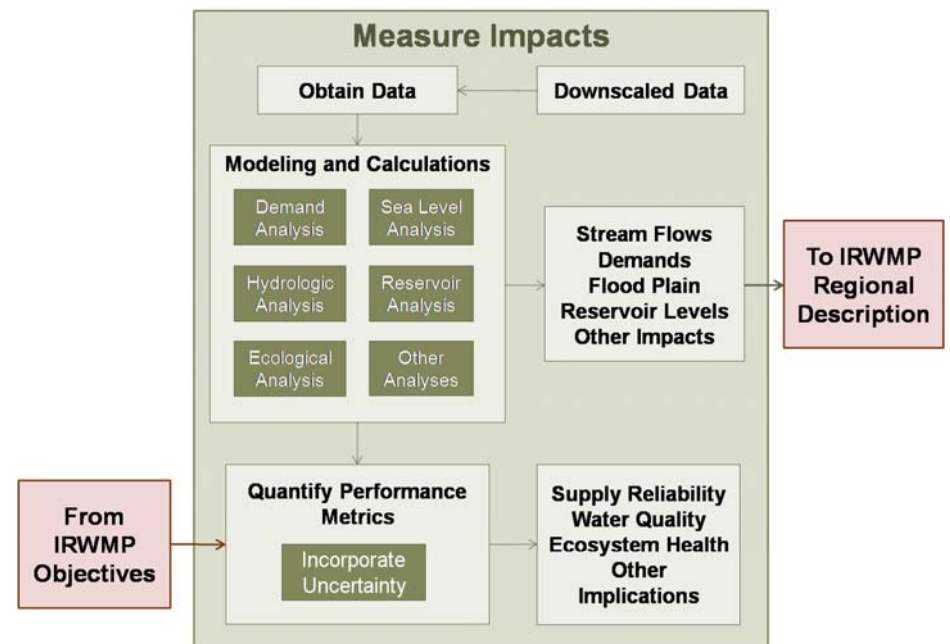 Measure Impacts
Obtain Data
Downscaled Data
Modeling and Calculations
Demand
Analysis
Sea Level
Analysis
Hydrologic
Analysis
Reservoir
Analysis
Ecological
Analysis
Other
Analyses
Stream Flows
Demands
Flood Plain
Reservoir Levels
Other Impacts
To IRWMP
Regional
Description
From
IRWMP
Objectives
Quantify Performance
Metrics
Incorporate
Uncertainty
Supply Reliability
Water Quality
Ecosystem Health
Other
Implications